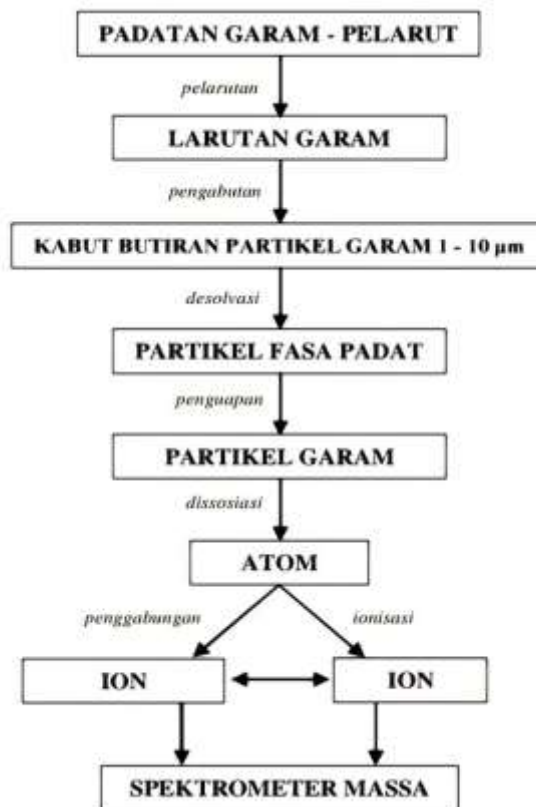 PADATAN GARAM - PELARUT
pelarutan
LARUTAN GARAM
pengabutan
KABUT BUTIRAN PARTIKEL GARAM 1 - 10 µm
desolvasi
PARTIKEL FASA PADAT
penguapan
PARTIKEL GARAM
dissosiasi
ATOM
penggabungan
ionisasi
ION
ION
SPEKTROMETER MASSA